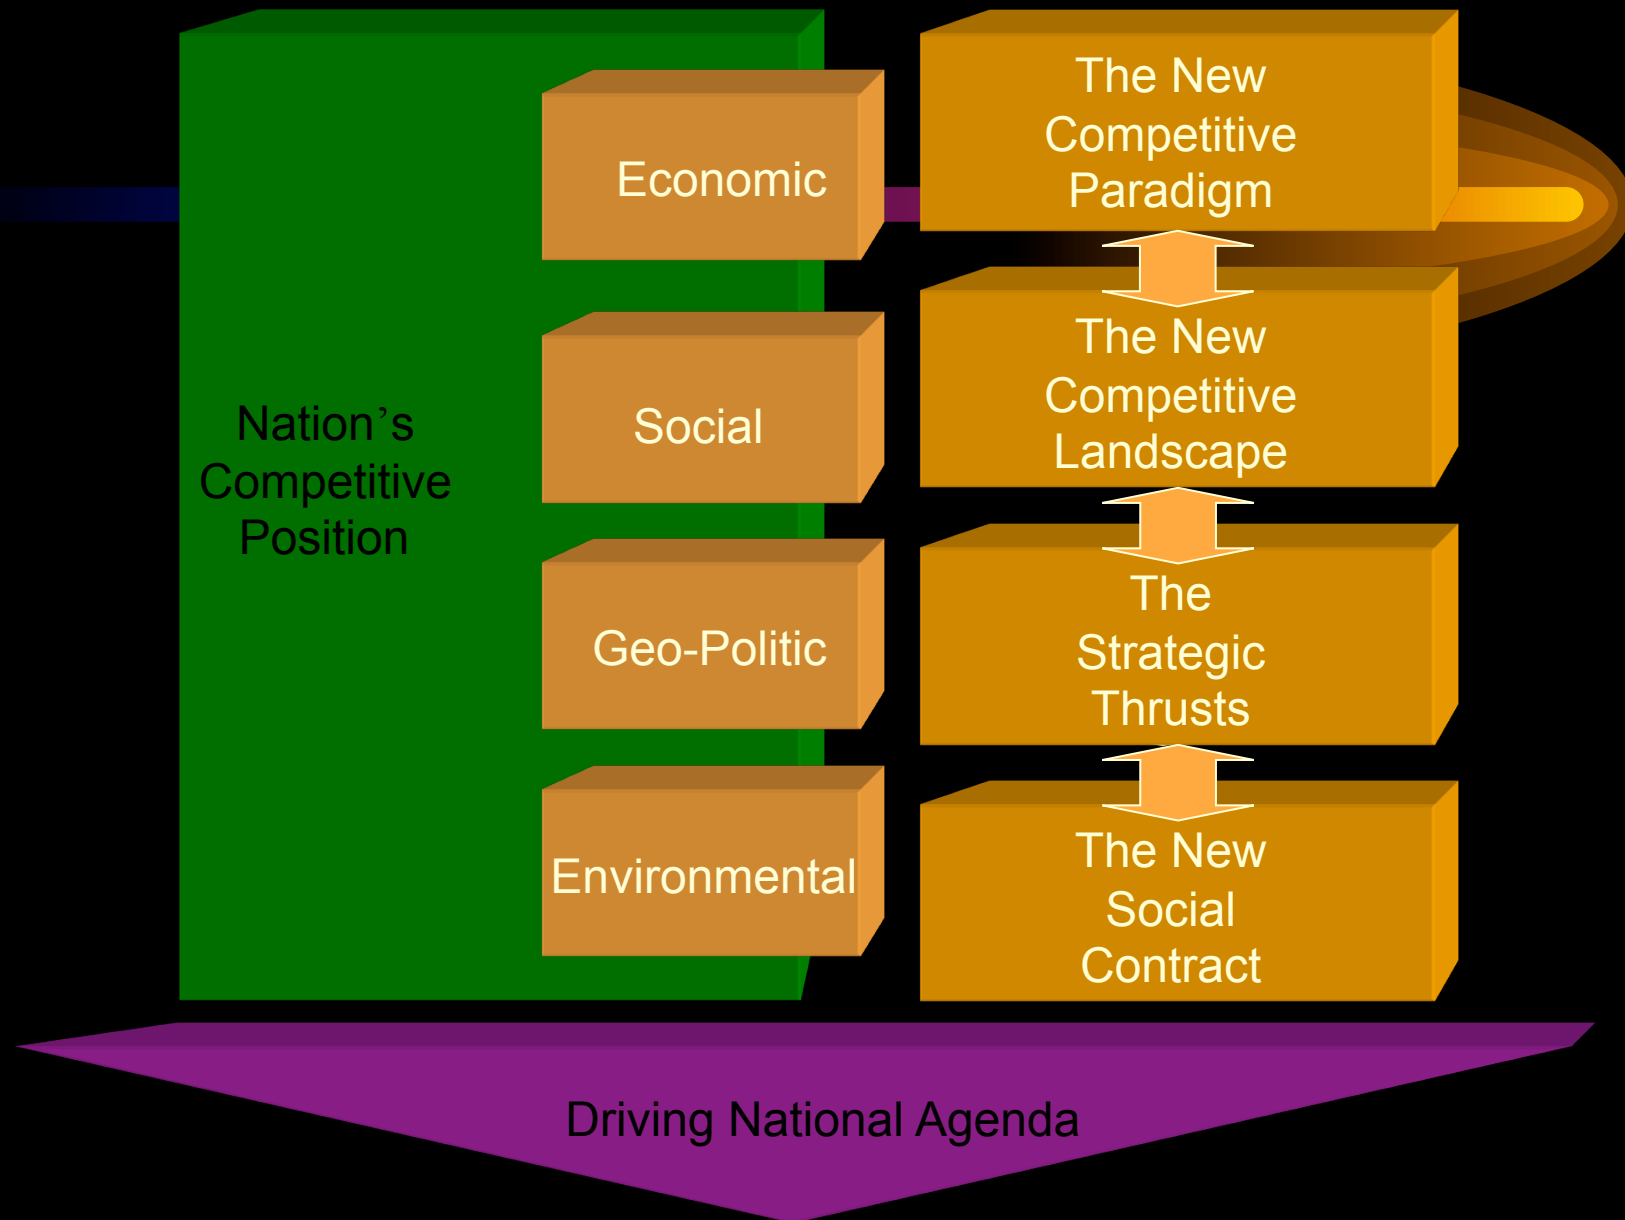 Nation’s
Competitive
Position
Economic
Social
Geo-Politic
Environmental
The New
Competitive
Paradigm
The New
Competitive
Landscape
The
Strategic
Thrusts
The New
Social
Contract
Driving National Agenda